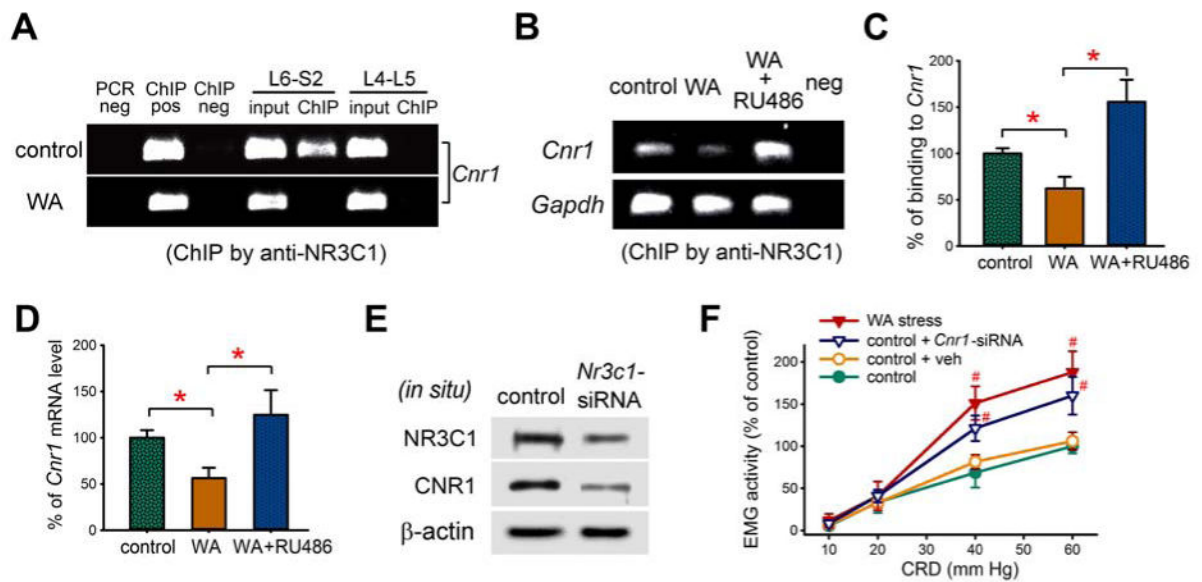 A
PCR neg
ChIP pos
ChIP neg
L6-S2
input ChIP
L4-L5
input ChIP
control
WA
Cnr1
(ChIP by anti-NR3C1)
B
control WA
WA
+
RU486
neg
Cnr1
Gapdh
(ChIP by anti-NR3C1)
C
% of binding to Cnr1
200
150
100
50
0
*
*
control WA WA+RU486
D
% of Cnr1 mRNA level
200
150
100
50
0
*
*
control WA WA+RU486
E
(in situ)
control
Nr3c1-
siRNA
NR3C1
CNR1
β-actin
F
WA stress
control + Cnr1-siRNA
control + veh
control
EMG activity (% of control)
200
150
100
50
0
#
#
#
#
10 20 30 40 50 60
CRD (mm Hg)